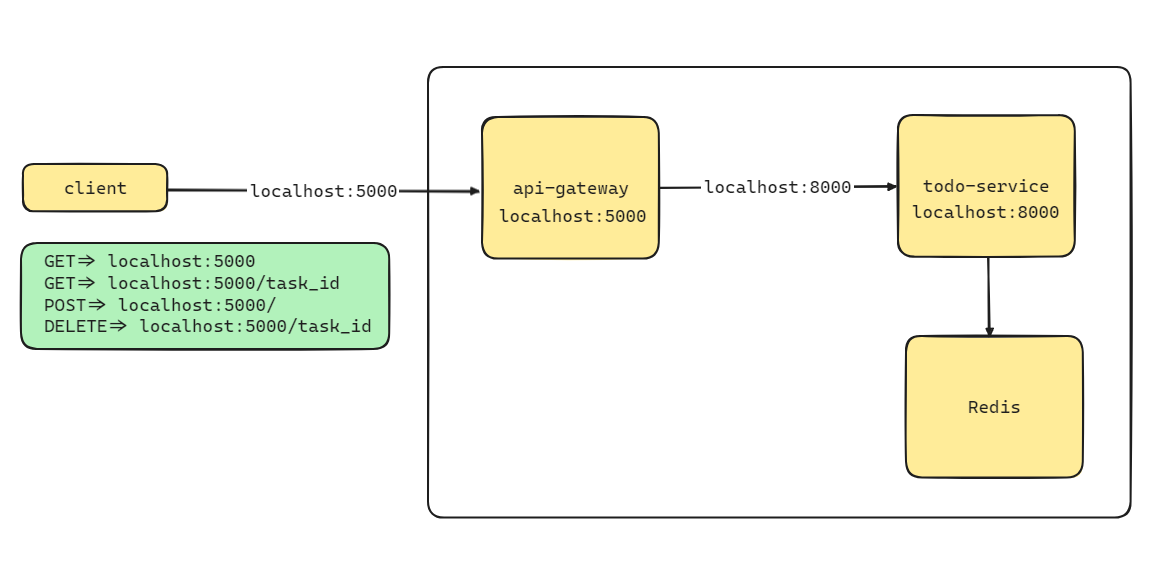 client
localhost:5000
api-gateway
localhost:5000
localhost:8000
todo-service
localhost:8000
GET⇒ localhost:5000
GET⇒ localhost:5000/task_id
POST⇒ localhost:5000/
DELETE⇒ localhost:5000/task_id
Redis